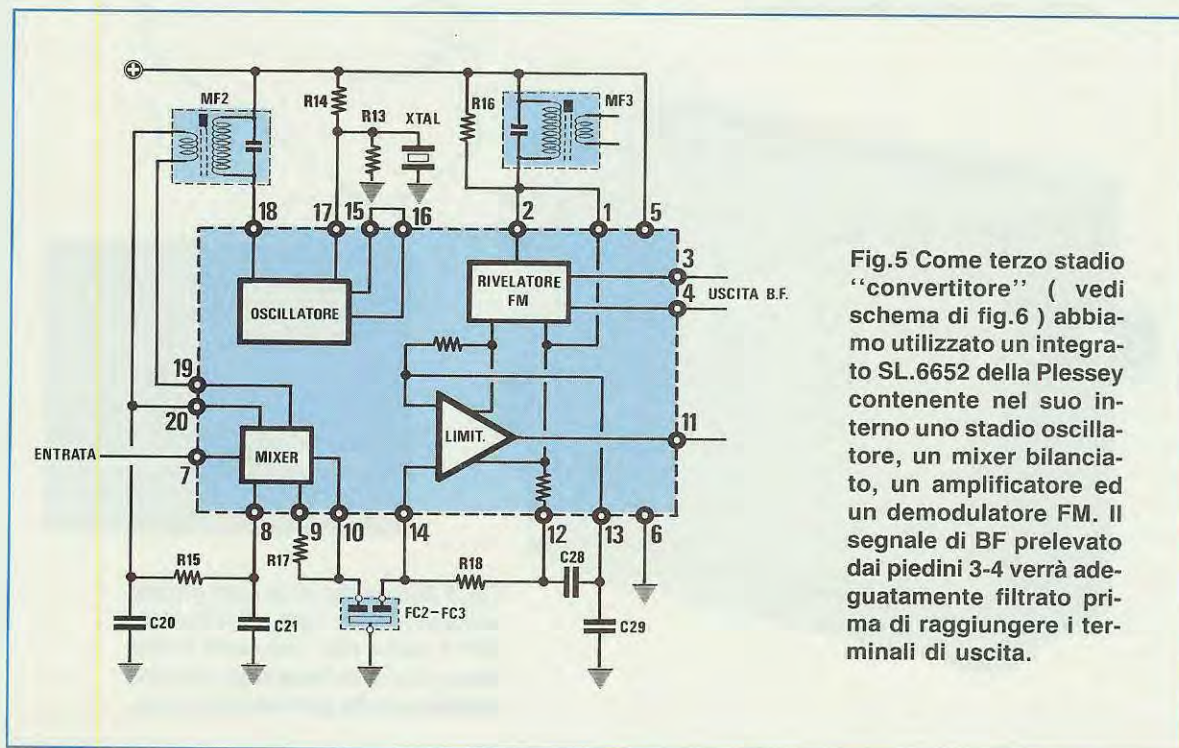 MF2
R14
R13
XTAL
R16
MF3
18
17
15
16
2
1
5
3
4
USCITA B.F.
OSCILLATORE
RIVELATORE
FM
19
20
ENTRATA
7
MIXER
LIMIT.
11
8
9
10
14
12
13
6
R15
R17
R18
C28
C20
C21
FC2-FC3
C29
Fig.5 Come terzo stadio
‘‘convertitore’’ ( vedi
schema di fig.6 ) abbia-
mo utilizzato un integra-
to SL.6652 della Plessey
contenente nel suo in-
terno uno stadio oscilla-
tore, un mixer bilancia-
to, un amplificatore ed
un demodulatore FM. Il
segnale di BF prelevato
dai piedini 3-4 verrà ade-
guatamente filtrato pri-
ma di raggiungere i ter-
minali di uscita.